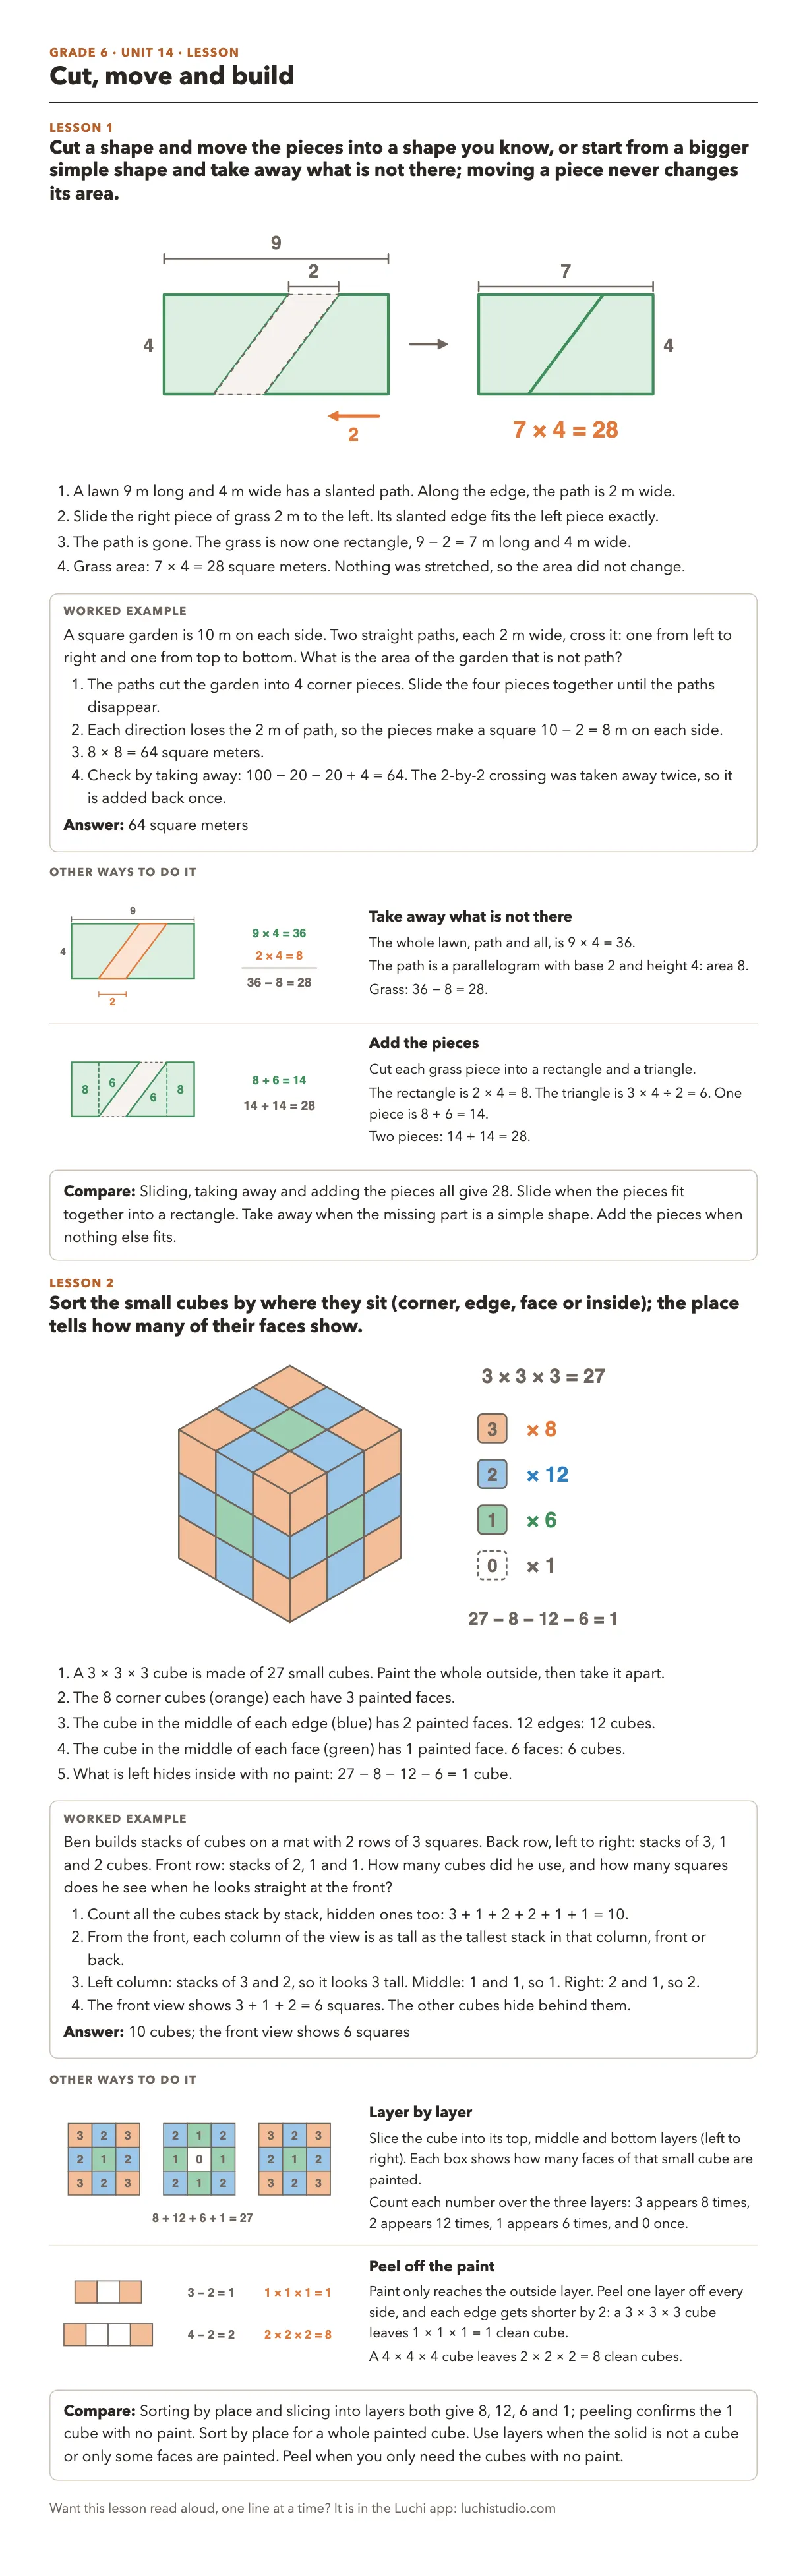 GRADE 6 · UNIT 14 · LESSON
Cut, move and build
LESSON 1
Cut a shape and move the pieces into a shape you know, or start from a bigger
simple shape and take away what is not there; moving a piece never changes
its area.
9
2
7
4
4
2
7 × 4 = 28
1. A lawn 9 m long and 4 m wide has a slanted path. Along the edge, the path is 2 m wide.
2. Slide the right piece of grass 2 m to the left. Its slanted edge fits the left piece exactly.
3. The path is gone. The grass is now one rectangle, 9 − 2 = 7 m long and 4 m wide.
4. Grass area: 7 × 4 = 28 square meters. Nothing was stretched, so the area did not change.
WORKED EXAMPLE
A square garden is 10 m on each side. Two straight paths, each 2 m wide, cross it: one from left to
right and one from top to bottom. What is the area of the garden that is not path?
1. The paths cut the garden into 4 corner pieces. Slide the four pieces together until the paths
disappear.
2. Each direction loses the 2 m of path, so the pieces make a square 10 − 2 = 8 m on each side.
3. 8 × 8 = 64 square meters.
4. Check by taking away: 100 − 20 − 20 + 4 = 64. The 2-by-2 crossing was taken away twice, so it
is added back once.
Answer: 64 square meters
OTHER WAYS TO DO IT
9
4
2
9 × 4 = 36
2 × 4 = 8
36 − 8 = 28
Take away what is not there
The whole lawn, path and all, is 9 × 4 = 36.
The path is a parallelogram with base 2 and height 4: area 8.
Grass: 36 − 8 = 28.
8 6 6 8
8 + 6 = 14
14 + 14 = 28
Add the pieces
Cut each grass piece into a rectangle and a triangle.
The rectangle is 2 × 4 = 8. The triangle is 3 × 4 ÷ 2 = 6. One
piece is 8 + 6 = 14.
Two pieces: 14 + 14 = 28.
Compare: Sliding, taking away and adding the pieces all give 28. Slide when the pieces fit
together into a rectangle. Take away when the missing part is a simple shape. Add the pieces when
nothing else fits.
LESSON 2
Sort the small cubes by where they sit (corner, edge, face or inside); the place
tells how many of their faces show.
3 × 3 × 3 = 27
3 × 8
2 × 12
1 × 6
0 × 1
27 − 8 − 12 − 6 = 1
1. A 3 × 3 × 3 cube is made of 27 small cubes. Paint the whole outside, then take it apart.
2. The 8 corner cubes (orange) each have 3 painted faces.
3. The cube in the middle of each edge (blue) has 2 painted faces. 12 edges: 12 cubes.
4. The cube in the middle of each face (green) has 1 painted face. 6 faces: 6 cubes.
5. What is left hides inside with no paint: 27 − 8 − 12 − 6 = 1 cube.
WORKED EXAMPLE
Ben builds stacks of cubes on a mat with 2 rows of 3 squares. Back row, left to right: stacks of 3, 1
and 2 cubes. Front row: stacks of 2, 1 and 1. How many cubes did he use, and how many squares
does he see when he looks straight at the front?
1. Count all the cubes stack by stack, hidden ones too: 3 + 1 + 2 + 2 + 1 + 1 = 10.
2. From the front, each column of the view is as tall as the tallest stack in that column, front or
back.
3. Left column: stacks of 3 and 2, so it looks 3 tall. Middle: 1 and 1, so 1. Right: 2 and 1, so 2.
4. The front view shows 3 + 1 + 2 = 6 squares. The other cubes hide behind them.
Answer: 10 cubes; the front view shows 6 squares
OTHER WAYS TO DO IT
3 2 3 2 1 2 3 2 3
2 1 2 1 0 1 2 1 2
3 2 3 2 1 2 3 2 3
8 + 12 + 6 + 1 = 27
Layer by layer
Slice the cube into its top, middle and bottom layers (left to
right). Each box shows how many faces of that small cube are
painted.
Count each number over the three layers: 3 appears 8 times,
2 appears 12 times, 1 appears 6 times, and 0 once.
3 − 2 = 1 1 × 1 × 1 = 1
4 − 2 = 2 2 × 2 × 2 = 8
Peel off the paint
Paint only reaches the outside layer. Peel one layer off every
side, and each edge gets shorter by 2: a 3 × 3 × 3 cube
leaves 1 × 1 × 1 = 1 clean cube.
A 4 × 4 × 4 cube leaves 2 × 2 × 2 = 8 clean cubes.
Compare: Sorting by place and slicing into layers both give 8, 12, 6 and 1; peeling confirms the 1
cube with no paint. Sort by place for a whole painted cube. Use layers when the solid is not a cube
or only some faces are painted. Peel when you only need the cubes with no paint.
Want this lesson read aloud, one line at a time? It is in the Luchi app: luchistudio.com